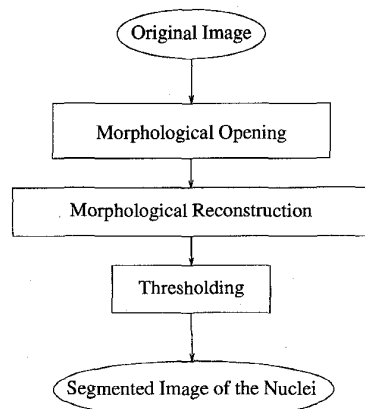 Original Image
Morphological Opening
Morphological Reconstruction
Thresholding
Segmented Image of the Nuclei